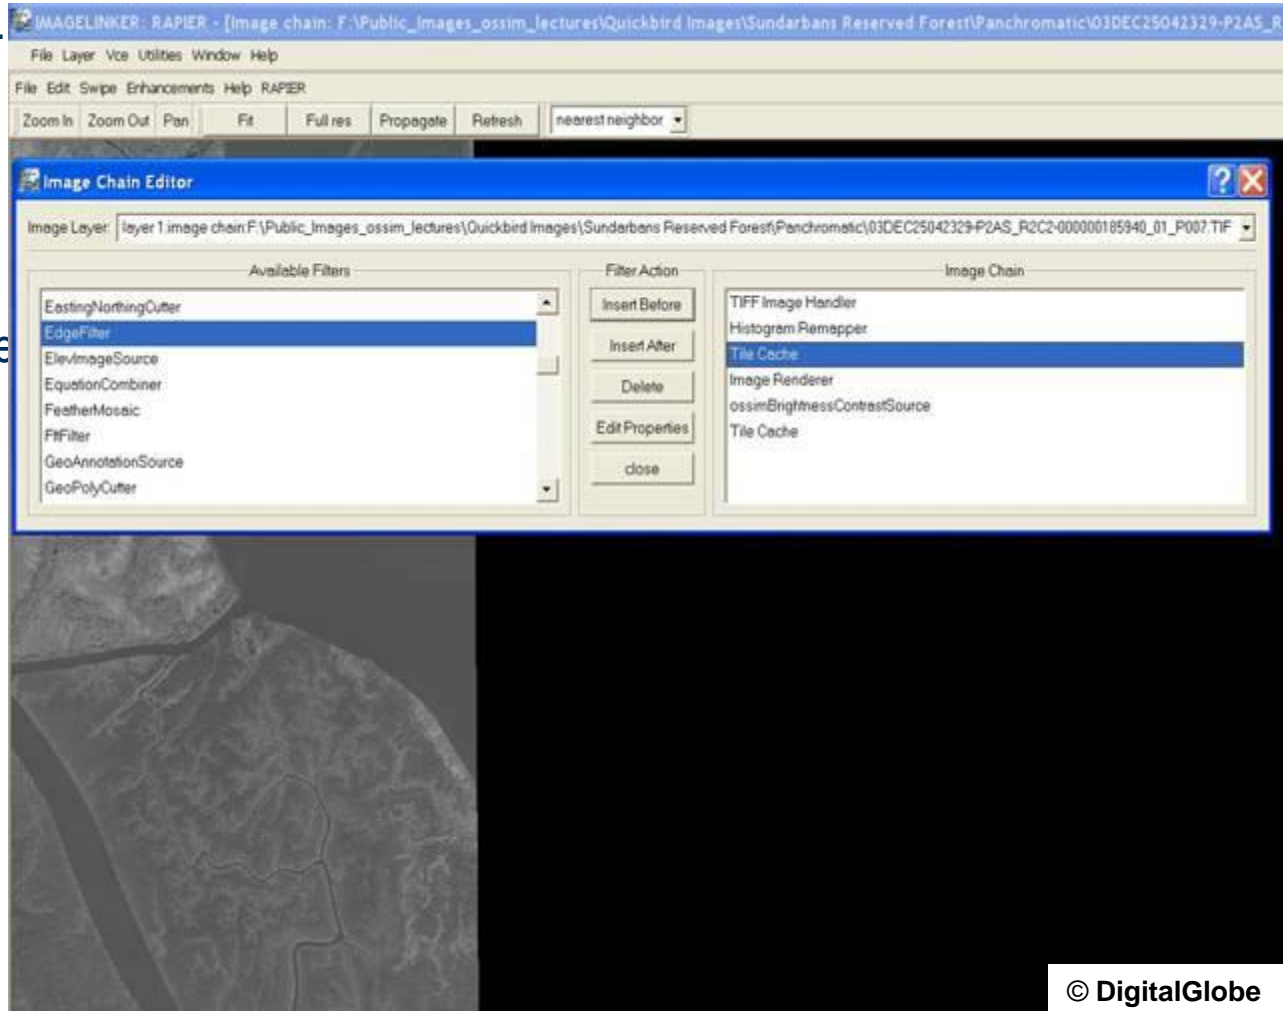 IMAGELINKER: RAPIER - [Image chain: F:\Public_Images_ossim_lectures\Quickbird Images\Sundarbans Reserved Forest\Panchromatic\03DEC25042329-P2AS_R
File Layer Vce Utilities Window Help
File Edit Swipe Enhancements Help RAPIER
Zoom In Zoom Out Pan Fit Full res Propagate Refresh nearest neighbor
Image Chain Editor
Image Layer: layer 1:image chain:F:\Public_Images_ossim_lectures\Quickbird Images\Sundarbans Reserved Forest\Panchromatic\03DEC25042329-P2AS_R2C2-000000185940_01_P007.TIF
Available Filters
EastingNorthingCutter
EdgeFilter
ElevImageSource
EquationCombiner
FeatherMosaic
FftFilter
GeoAnnotationSource
GeoPolyCutter
Filter Action
Insert Before
Insert After
Delete
Edit Properties
close
Image Chain
TIFF Image Handler
Histogram Remapper
Tile Cache
Image Renderer
ossimBrightnessContrastSource
Tile Cache
© DigitalGlobe